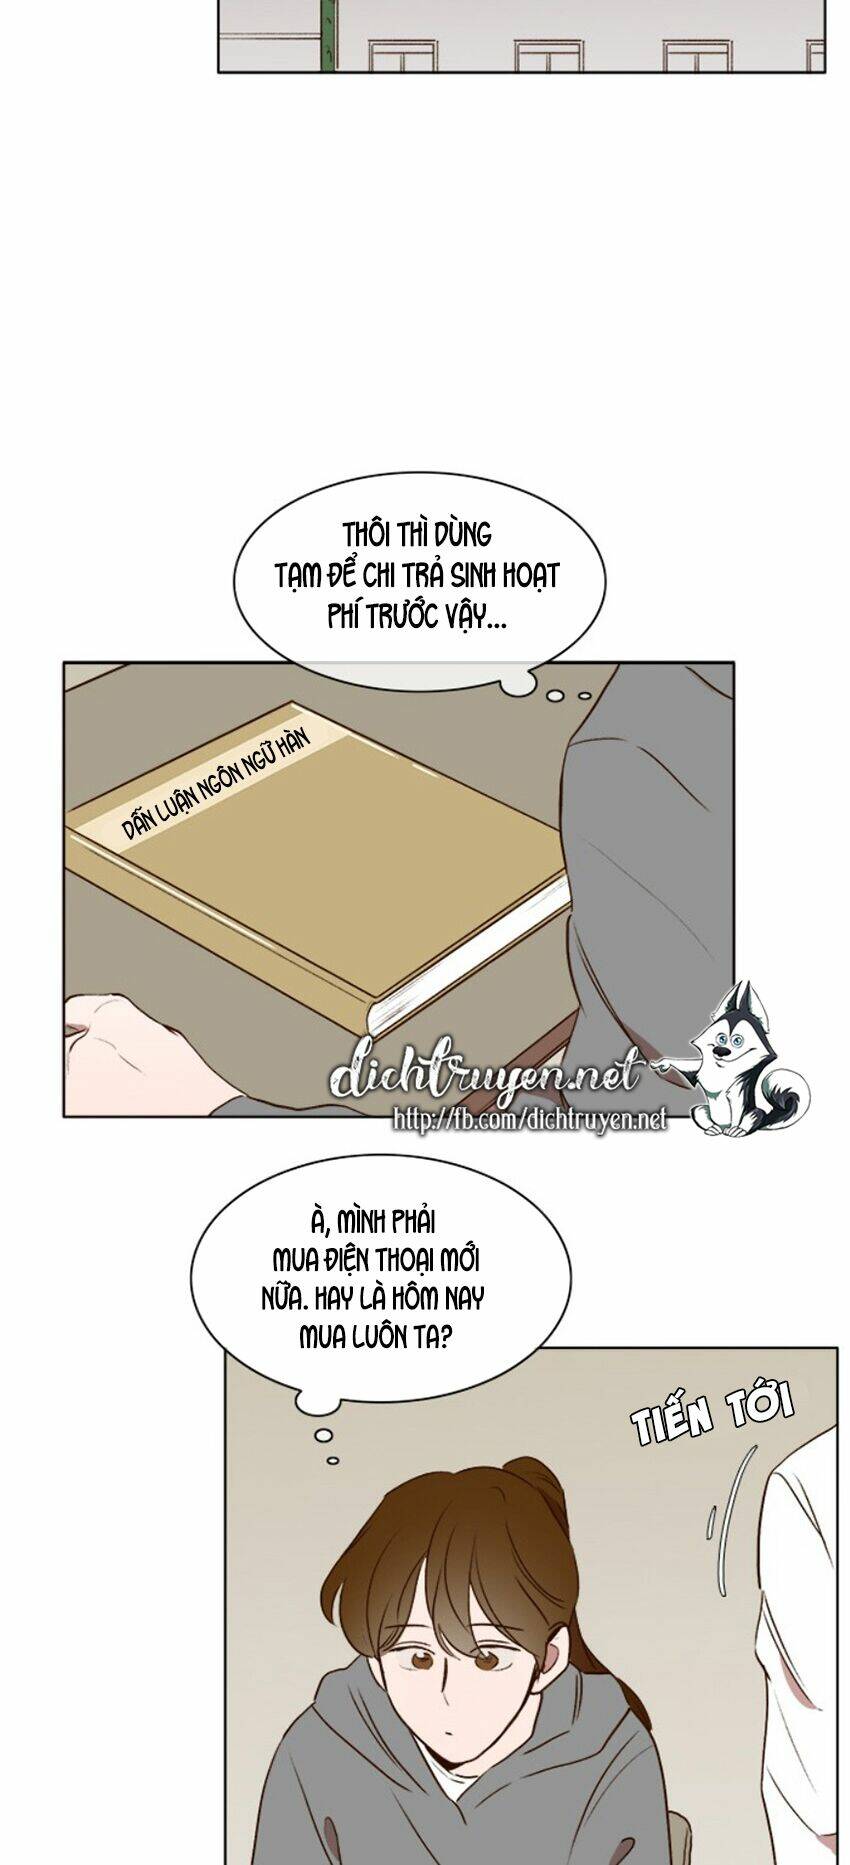 THÔI THÌ DÙNG
TẠM ĐỂ CHI TRẢ SINH HOẠT
PHÍ TRƯỚC VẬY...
DẪN LUẬN NGÔN NGỮ HÀN
dichtruyen.net
http://fb.com/dichtruyen.net
À, MÌNH PHẢI
MUA ĐIỆN THOẠI MỚI
NỮA. HAY LÀ HÔM NAY
MUA LUÔN TA?
TIẾN TỚI